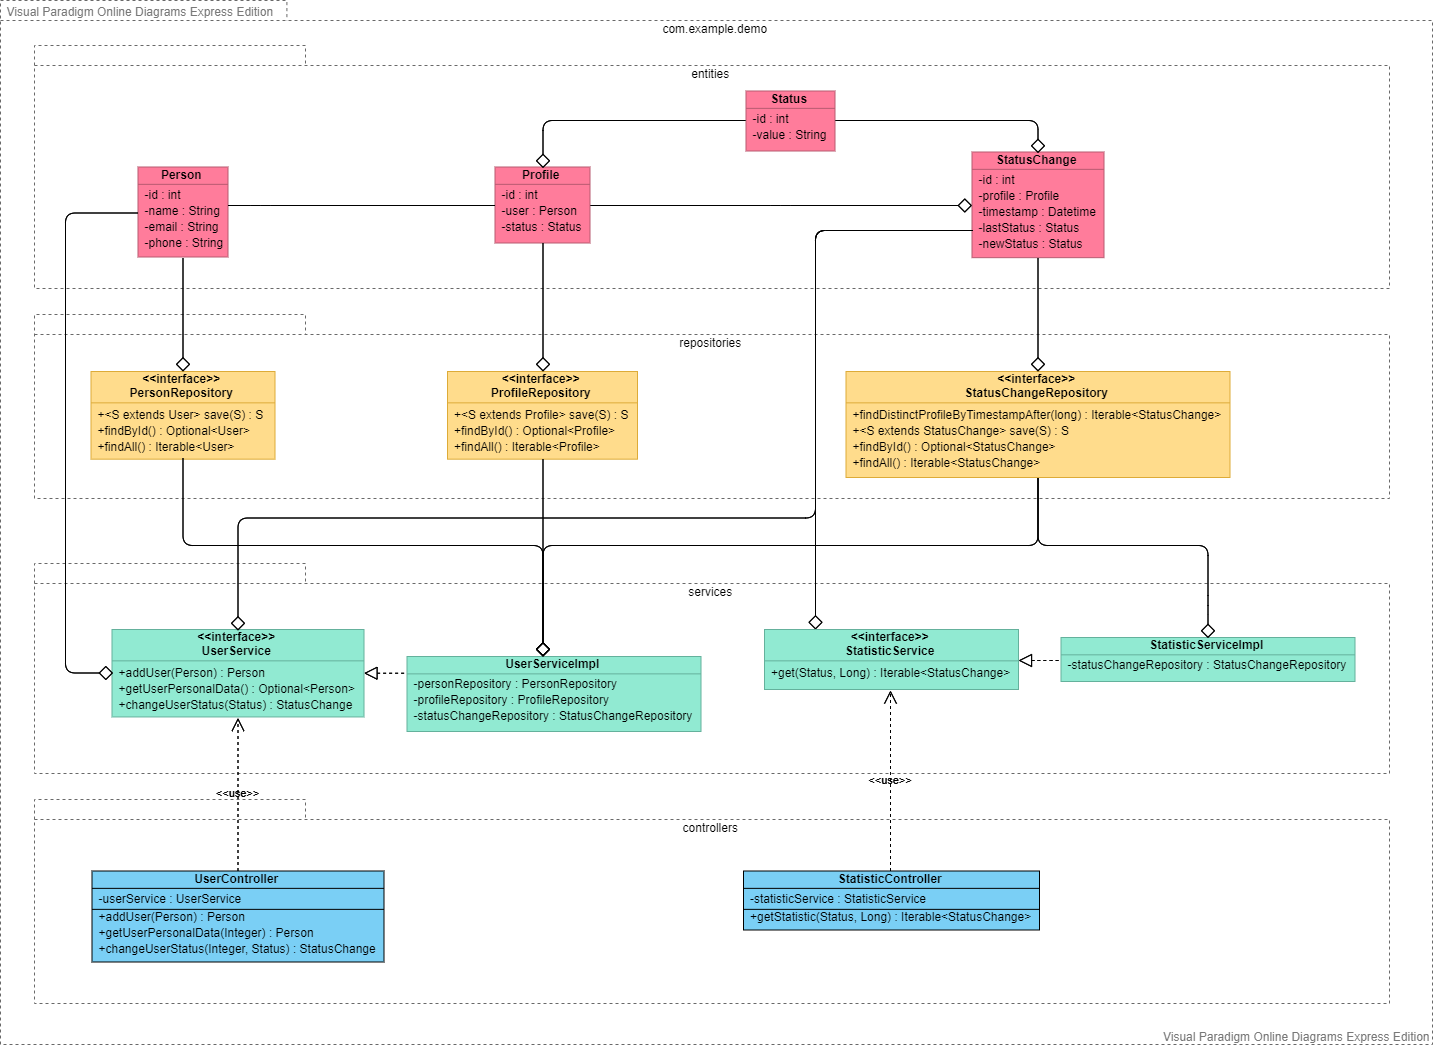 Visual Paradigm Online Diagrams Express Edition
com.example.demo
entities
Status
-id : int
-value : String
Person
-id : int
-name : String
-email : String
-phone : String
Profile
-id : int
-user : Person
-status : Status
StatusChange
-id : int
-profile : Profile
-timestamp : Datetime
-lastStatus : Status
-newStatus : Status
repositories
<<interface>>
PersonRepository
+<S extends User> save(S) : S
+findById() : Optional<User>
+findAll() : Iterable<User>
<<interface>>
ProfileRepository
+<S extends Profile> save(S) : S
+findById() : Optional<Profile>
+findAll() : Iterable<Profile>
<<interface>>
StatusChangeRepository
+findDistinctProfileByTimestampAfter(long) : Iterable<StatusChange>
+<S extends StatusChange> save(S) : S
+findById() : Optional<StatusChange>
+findAll() : Iterable<StatusChange>
services
<<interface>>
UserService
+addUser(Person) : Person
+getUserPersonalData() : Optional<Person>
+changeUserStatus(Status) : StatusChange
UserServiceImpl
-personRepository : PersonRepository
-profileRepository : ProfileRepository
-statusChangeRepository : StatusChangeRepository
<<interface>>
StatisticService
+get(Status, Long) : Iterable<StatusChange>
StatisticServiceImpl
-statusChangeRepository : StatusChangeRepository
<<use>>
<<use>>
controllers
UserController
-userService : UserService
+addUser(Person) : Person
+getUserPersonalData(Integer) : Person
+changeUserStatus(Integer, Status) : StatusChange
StatisticController
-statisticService : StatisticService
+getStatistic(Status, Long) : Iterable<StatusChange>
Visual Paradigm Online Diagrams Express Edition